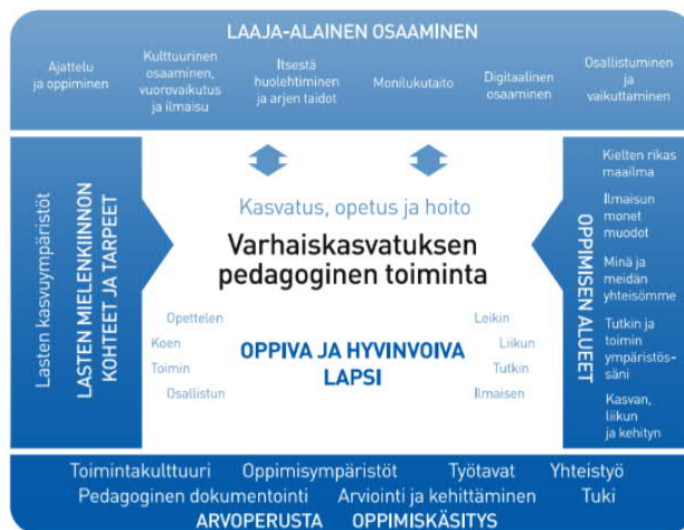 LAAJA-ALAINEN OSAAMINEN
Ajattelu
ja oppiminen
Kulttuurinen
osaaminen,
vuorovaikutus
ja ilmaisu
Itsestä
huolehtiminen
ja arjen taidot
Monilukutaito
Digitaalinen
osaaminen
Osallistuminen
ja
vaikuttaminen
Lasten kasvuympäristöt
LASTEN MIELENKIINNON
KOHTEET JA TARPEET
Kasvatus, opetus ja hoito
Varhaiskasvatuksen
pedagoginen toiminta
Opettelen
Koen
Toimin
Osallistun
OPPIVA JA HYVINVOIVA
LAPSI
Leikin
Liikun
Tutkin
Ilmaisen
OPPIMISEN ALUEET
Kielten rikas
maailma
Ilmaisun
monet
muodot
Minä ja
meidän
yhteisömme
Tutkin ja
toimin
ympäristös-
säni
Kasvan,
liikun
ja kehityn
Toimintakulttuuri Oppimisympäristöt Työtavat Yhteistyö
Pedagoginen dokumentointi Arviointi ja kehittäminen Tuki
ARVOPERUSTA OPPIMISKÄSITYS